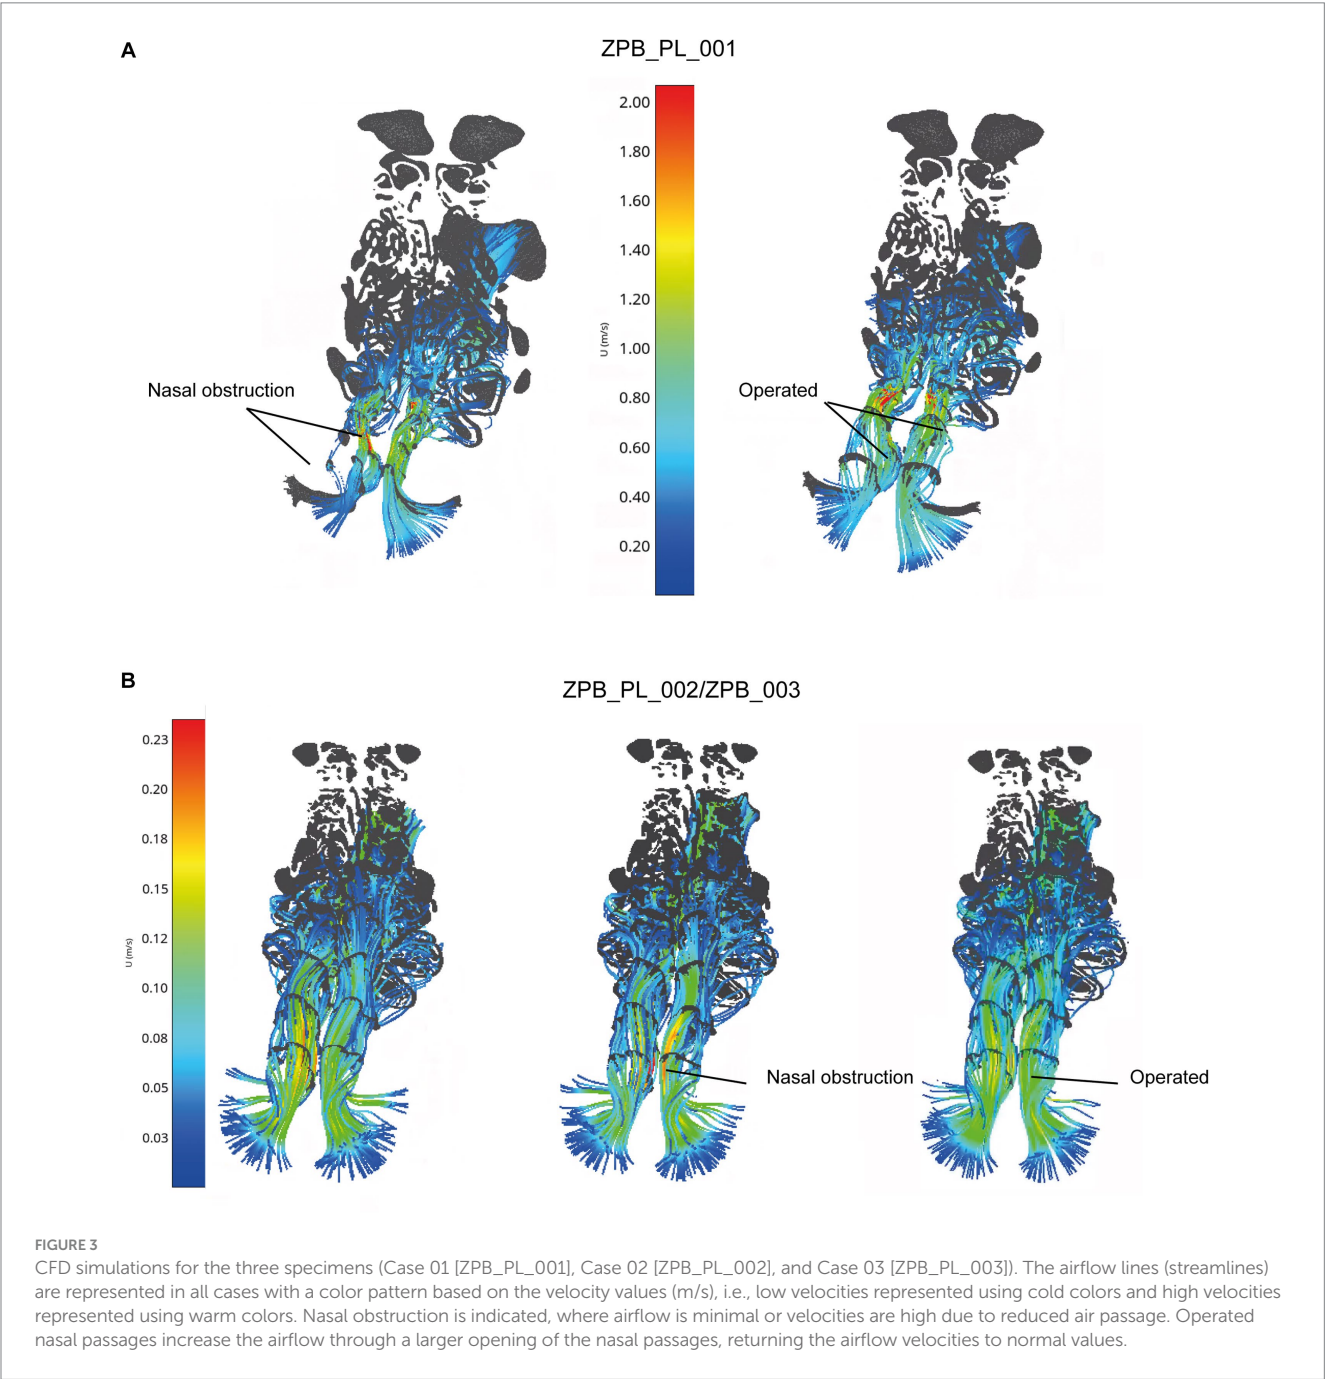 A
ZPB_PL_001
2.00
1.80
1.60
1.40
1.20
1.00
0.80
0.60
0.40
0.20
U (m/s)
Nasal obstruction
Operated
B
ZPB_PL_002/ZPB_003
0.23
0.20
0.18
0.15
0.12
0.10
0.08
0.05
0.03
U (m/s)
Nasal obstruction
Operated
FIGURE 3
CFD simulations for the three specimens (Case 01 [ZPB_PL_001], Case 02 [ZPB_PL_002], and Case 03 [ZPB_PL_003]). The airflow lines (streamlines)
are represented in all cases with a color pattern based on the velocity values (m/s), i.e., low velocities represented using cold colors and high velocities
represented using warm colors. Nasal obstruction is indicated, where airflow is minimal or velocities are high due to reduced air passage. Operated
nasal passages increase the airflow through a larger opening of the nasal passages, returning the airflow velocities to normal values.